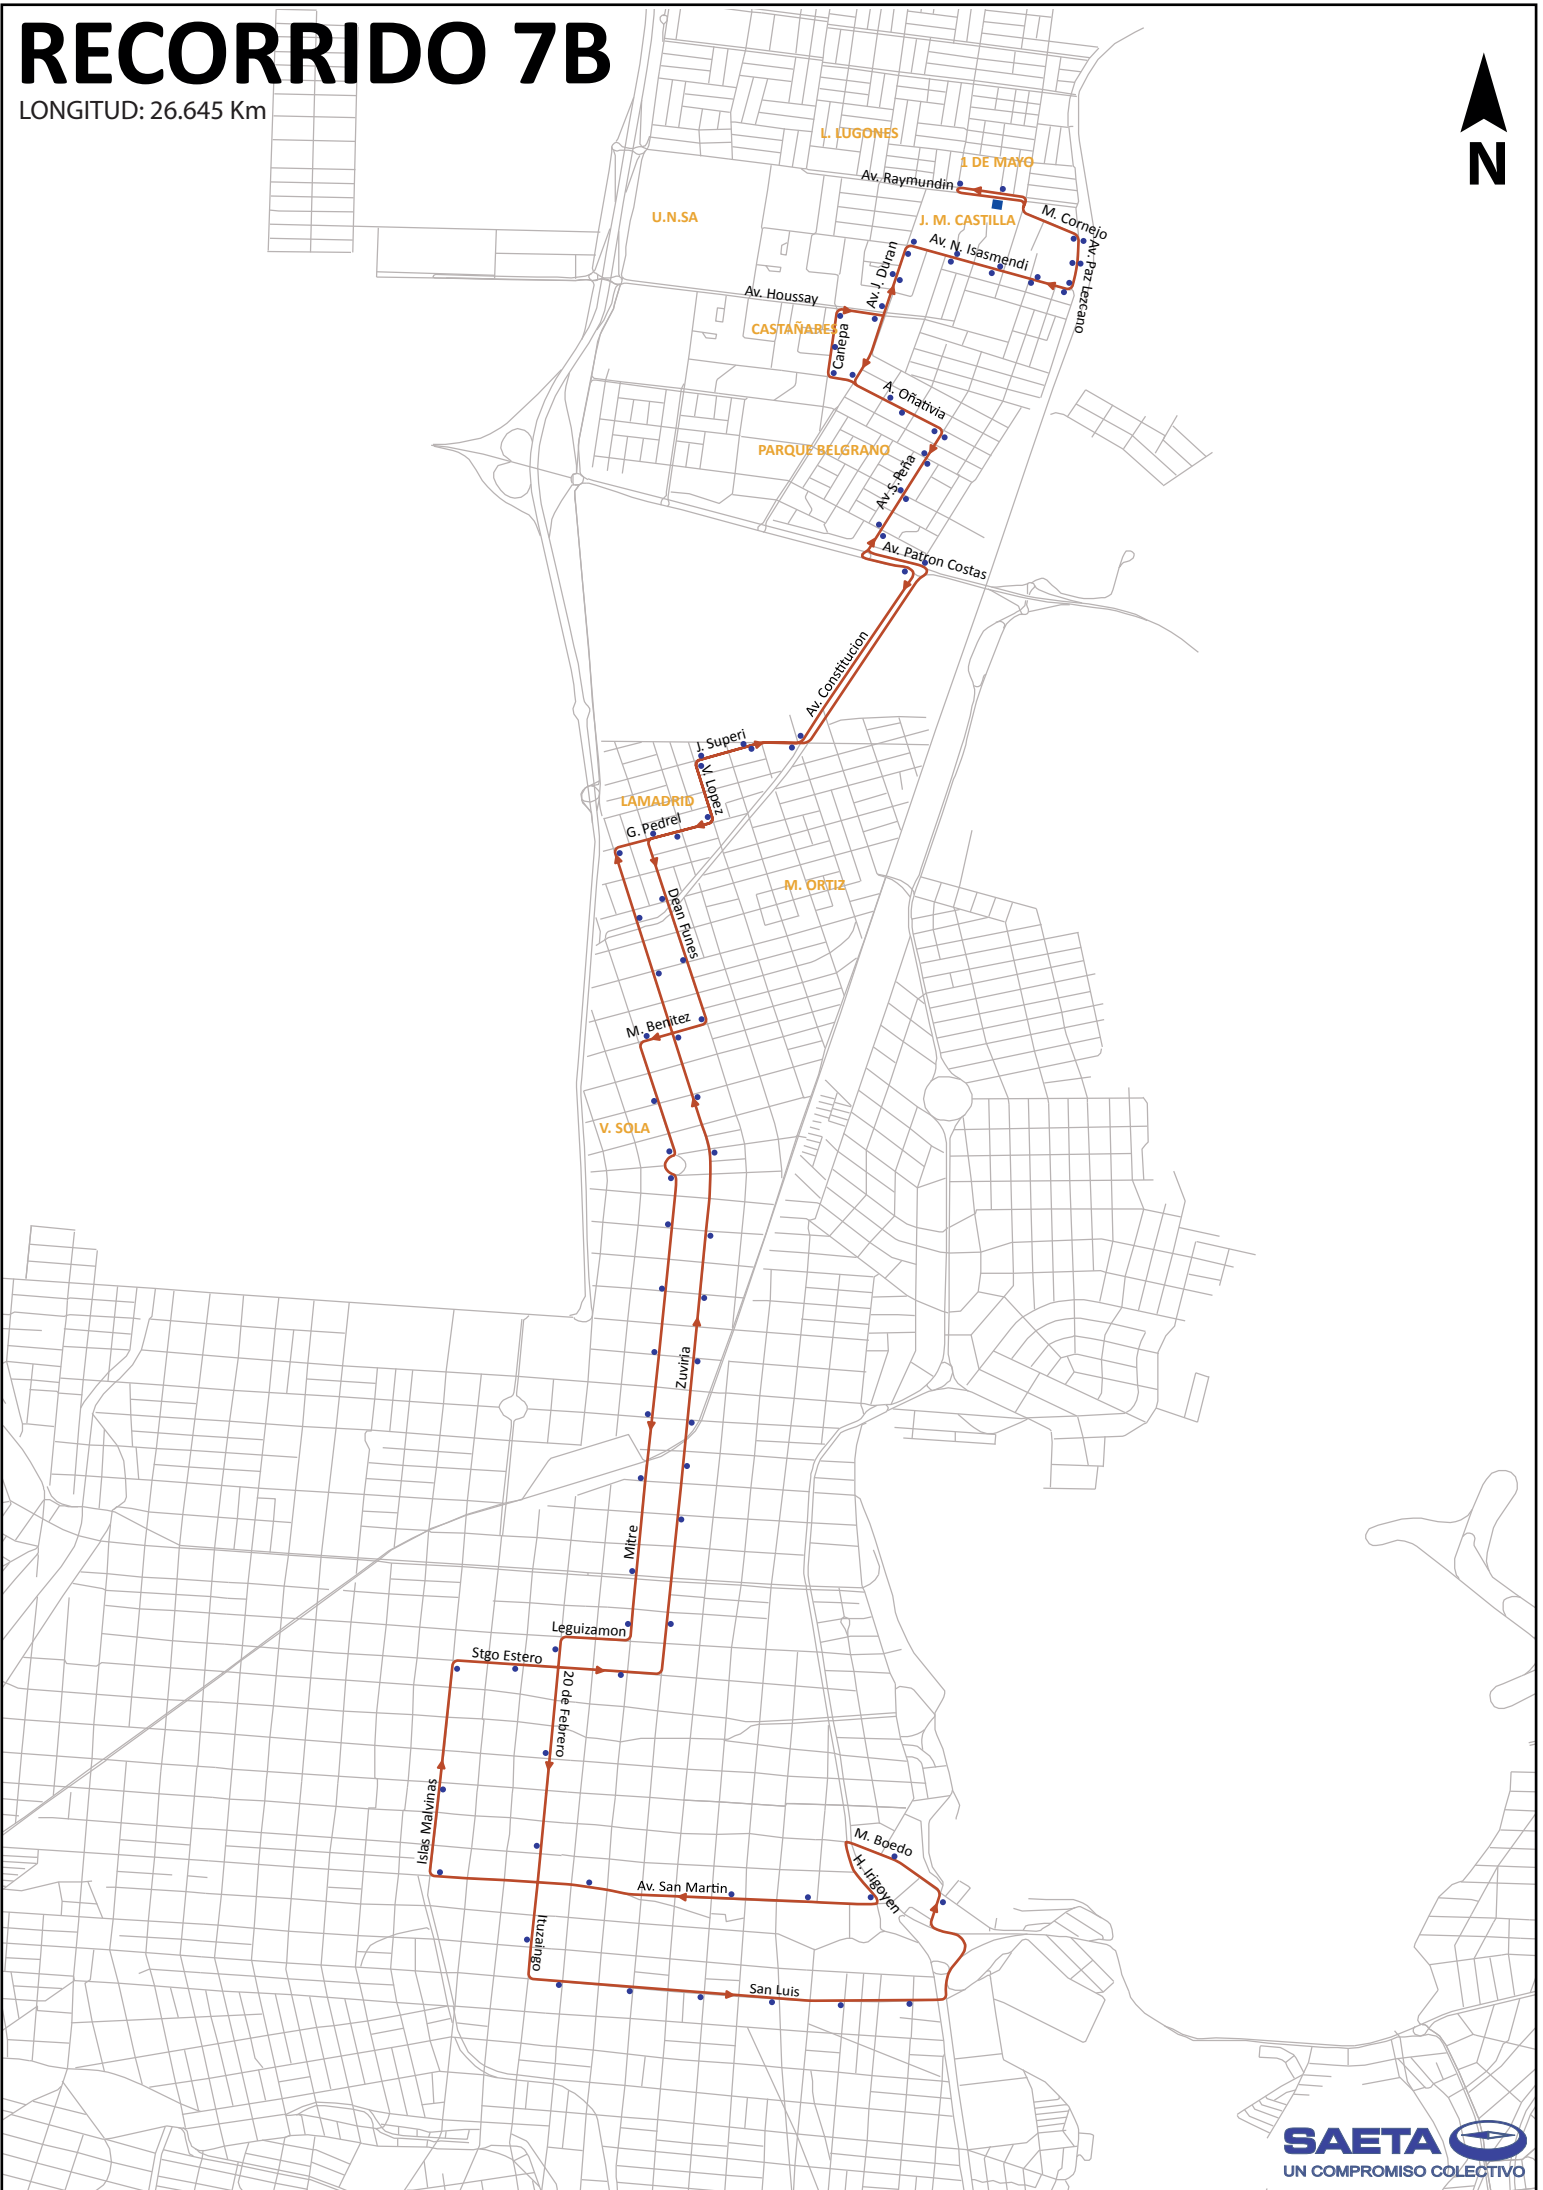 RECORRIDO 7B
LONGITUD: 26.645 Km
N
L. LUGONES
1 DE MAYO
Av. Raymundin
U.N.SA
J. M. CASTILLA
M. Cornejo
Av. N. Isasmendi
Av. J. Duran
Av. Paz Lezcano
Av. Houssay
CASTAÑARES
Canepa
A. Oñativia
PARQUE BELGRANO
Av.S.Peña
Av. Patron Costas
Av. Constitucion
J. Superi
V. Lopez
LAMADRID
G. Pedrel
M. ORTIZ
Dean Funes
M. Benitez
V. SOLA
Zuviria
Mitre
Leguizamon
Stgo Estero
20 de Febrero
Islas Malvinas
M. Boedo
H. Irigoyen
Av. San Martin
Ituzaingo
San Luis
SAETA
UN COMPROMISO COLECTIVO